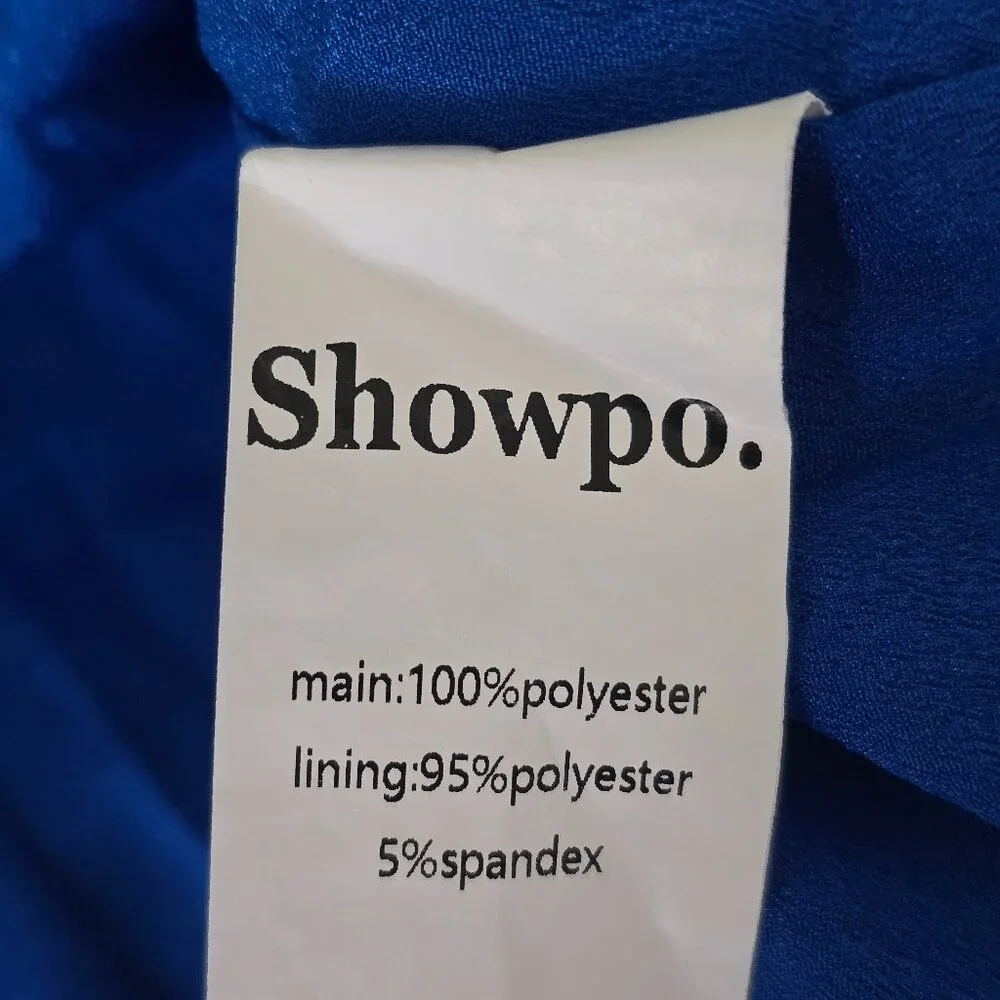 Showpo.
main:100%polyester
lining:95%polyester
5%spandex